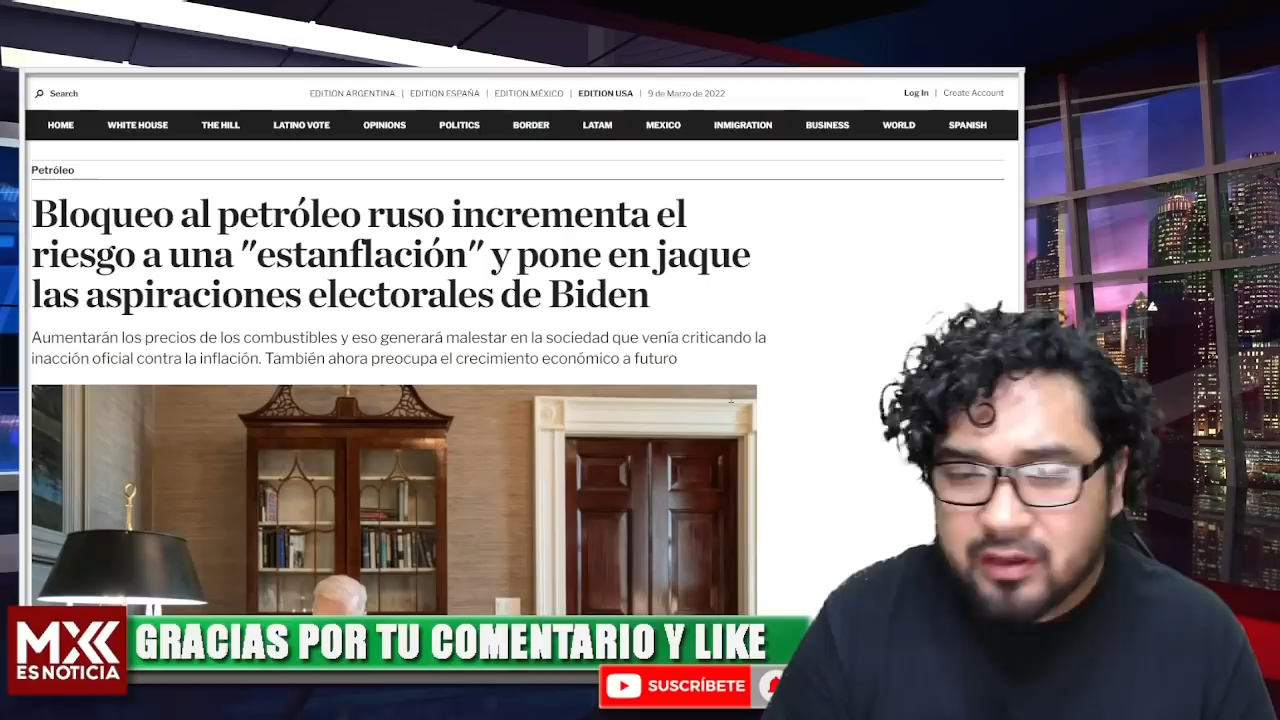 Search
EDITION ARGENTINA | EDITION ESPAÑA | EDITION MÉXICO | EDITION USA | 9 de Marzo de 2022
Log In | Create Account
HOME WHITE HOUSE THE HILL LATINO VOTE OPINIONS POLITICS BORDER LATAM MEXICO INMIGRATION BUSINESS WORLD SPANISH
Petróleo
Bloqueo al petróleo ruso incrementa el
riesgo a una "estanflación" y pone en jaque
las aspiraciones electorales de Biden
Aumentarán los precios de los combustibles y eso generará malestar en la sociedad que venía criticando la
inacción oficial contra la inflación. También ahora preocupa el crecimiento económico a futuro
MX
ES NOTICIA
GRACIAS POR TU COMENTARIO Y LIKE
SUSCRÍBETE